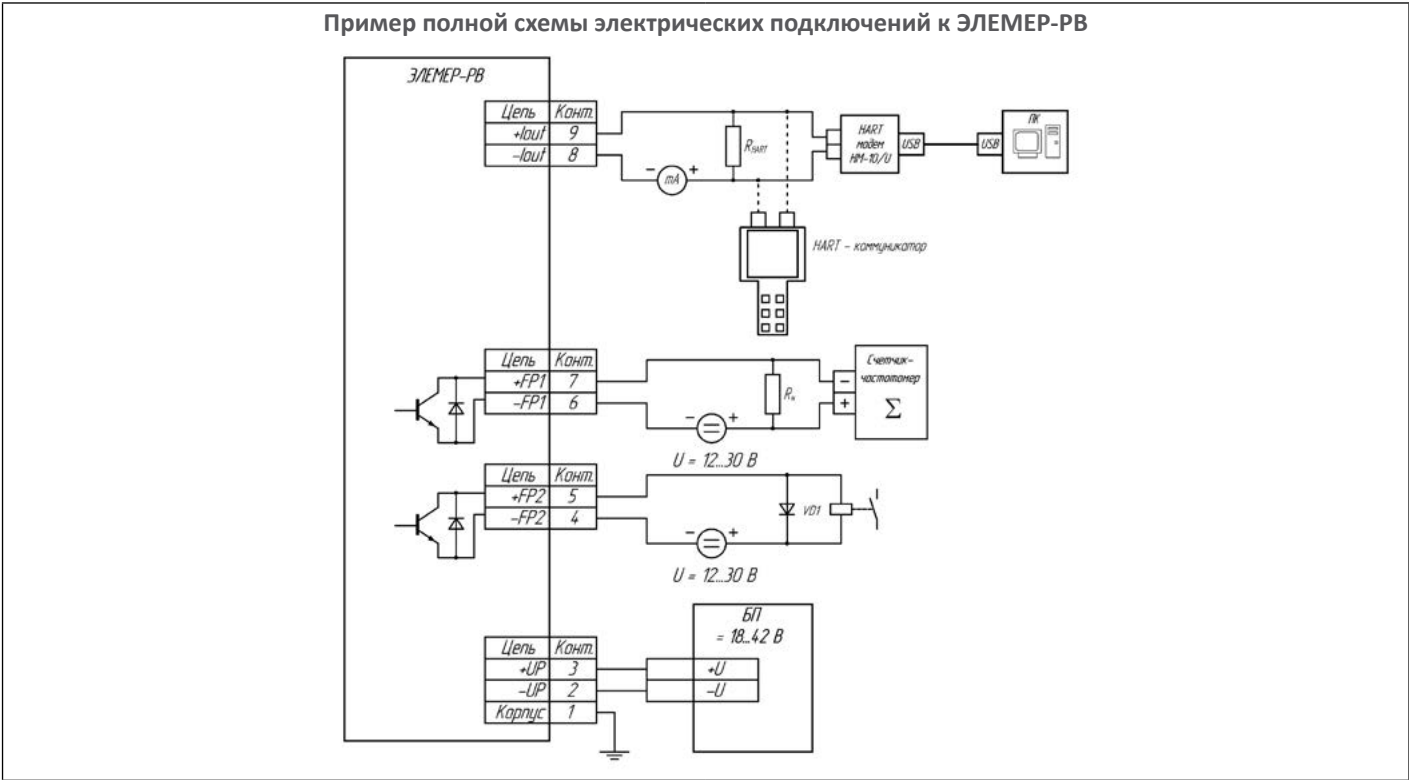 Пример полной схемы электрических подключений к ЭЛЕМЕР-РВ
ЭЛЕМЕР-РВ
Цепь Конт.
+Iout 9
-Iout 8
R HART
- mA +
HART модем НМ-10/U
USB
USB
ПК
HART - коммуникатор
Цепь Конт.
+FP1 7
-FP1 6
- = +
U = 12...30 В
Rн
-
+
Счетчик-частотомер
Σ
Цепь Конт.
+FP2 5
-FP2 4
- = +
U = 12...30 В
VD1
Цепь Конт.
+UP 3
-UP 2
Корпус 1
БП
= 18...42 В
+U
-U